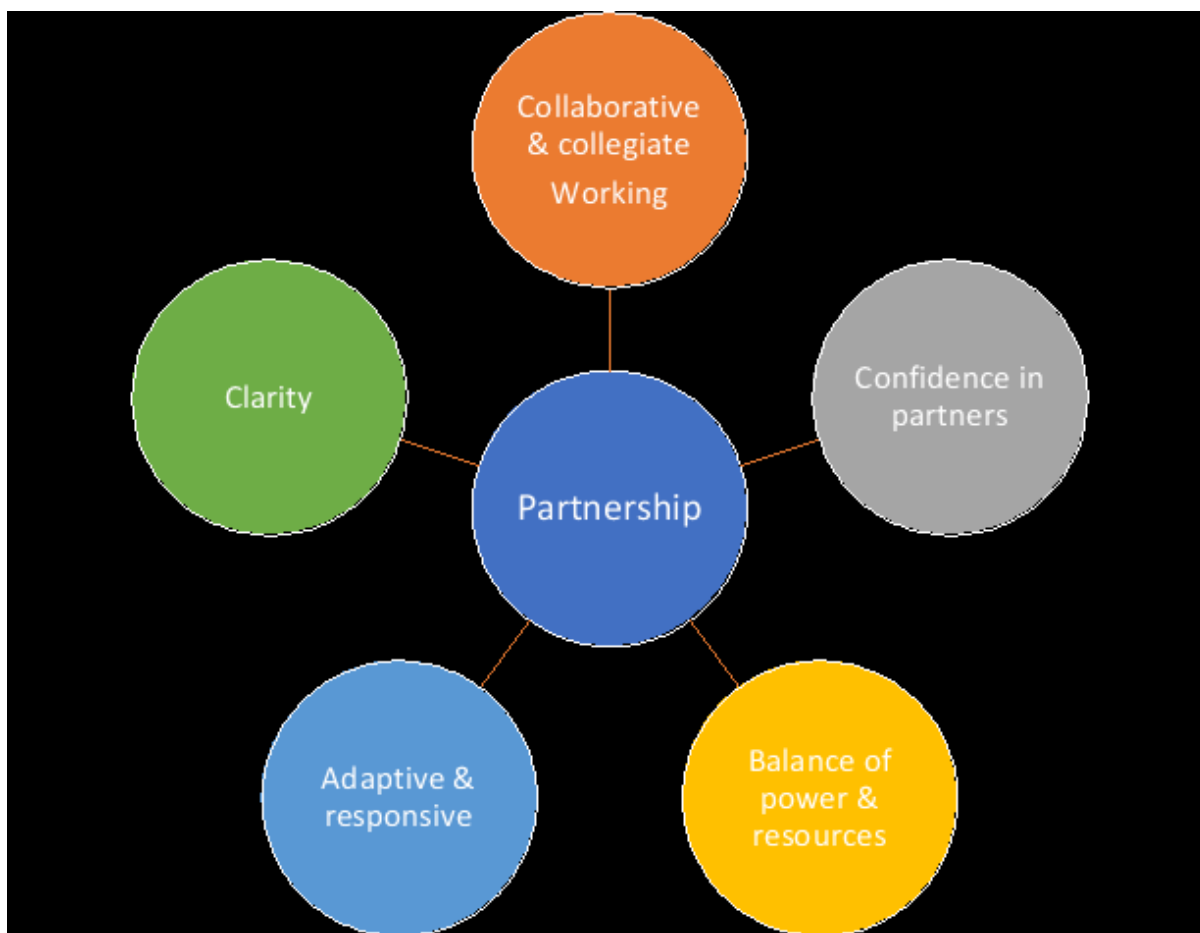 Collaborative
& collegiate
Working
Clarity
Confidence in
partners
Partnership
Adaptive &
responsive
Balance of
power &
resources